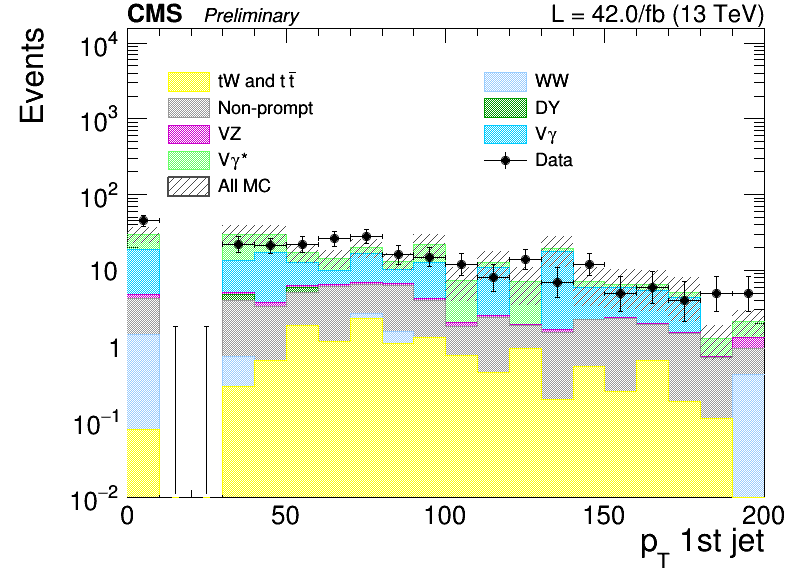 CMS Preliminary L = 42.0/fb (13 TeV)
Events
10⁴
10³
10²
10
1
10⁻¹
10⁻²
tW and t t̅
Non-prompt
VZ
Vγ*
All MC
WW
DY
Vγ
Data
0 50 100 150 200
p_T 1st jet